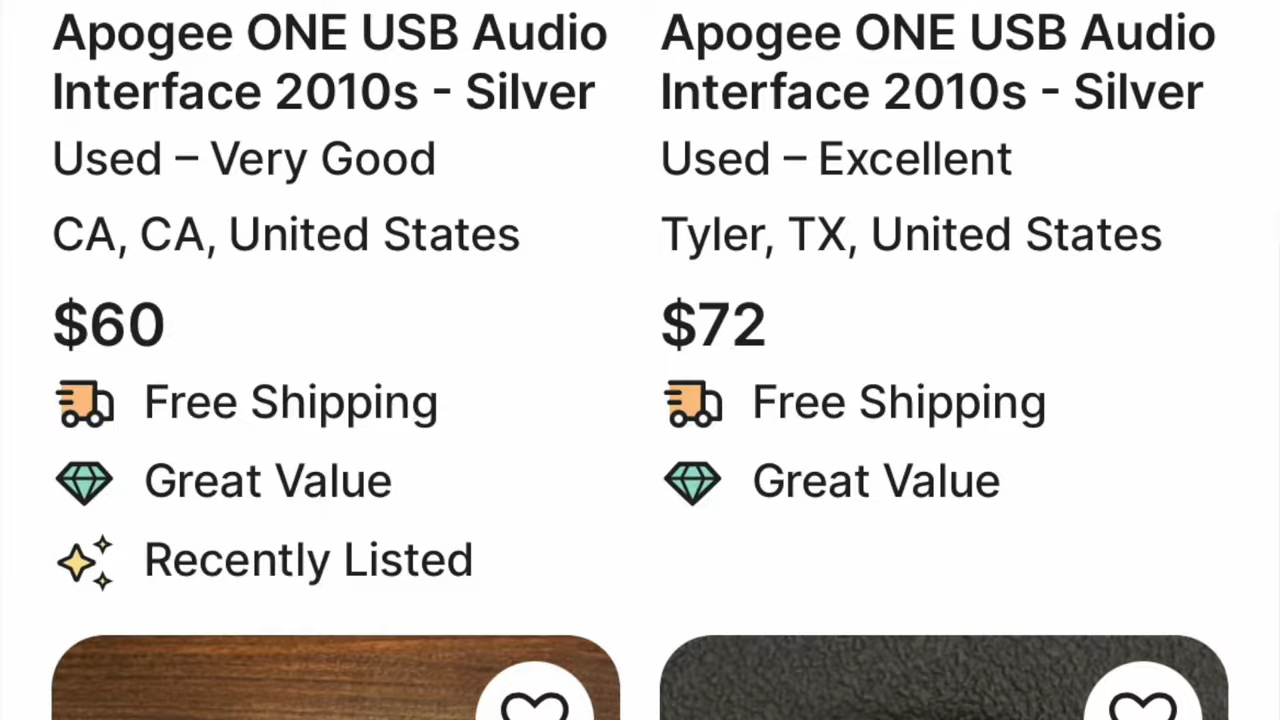 Apogee ONE USB Audio
Interface 2010s - Silver
Used – Very Good
CA, CA, United States
$60
Free Shipping
Great Value
Recently Listed
Apogee ONE USB Audio
Interface 2010s - Silver
Used – Excellent
Tyler, TX, United States
$72
Free Shipping
Great Value